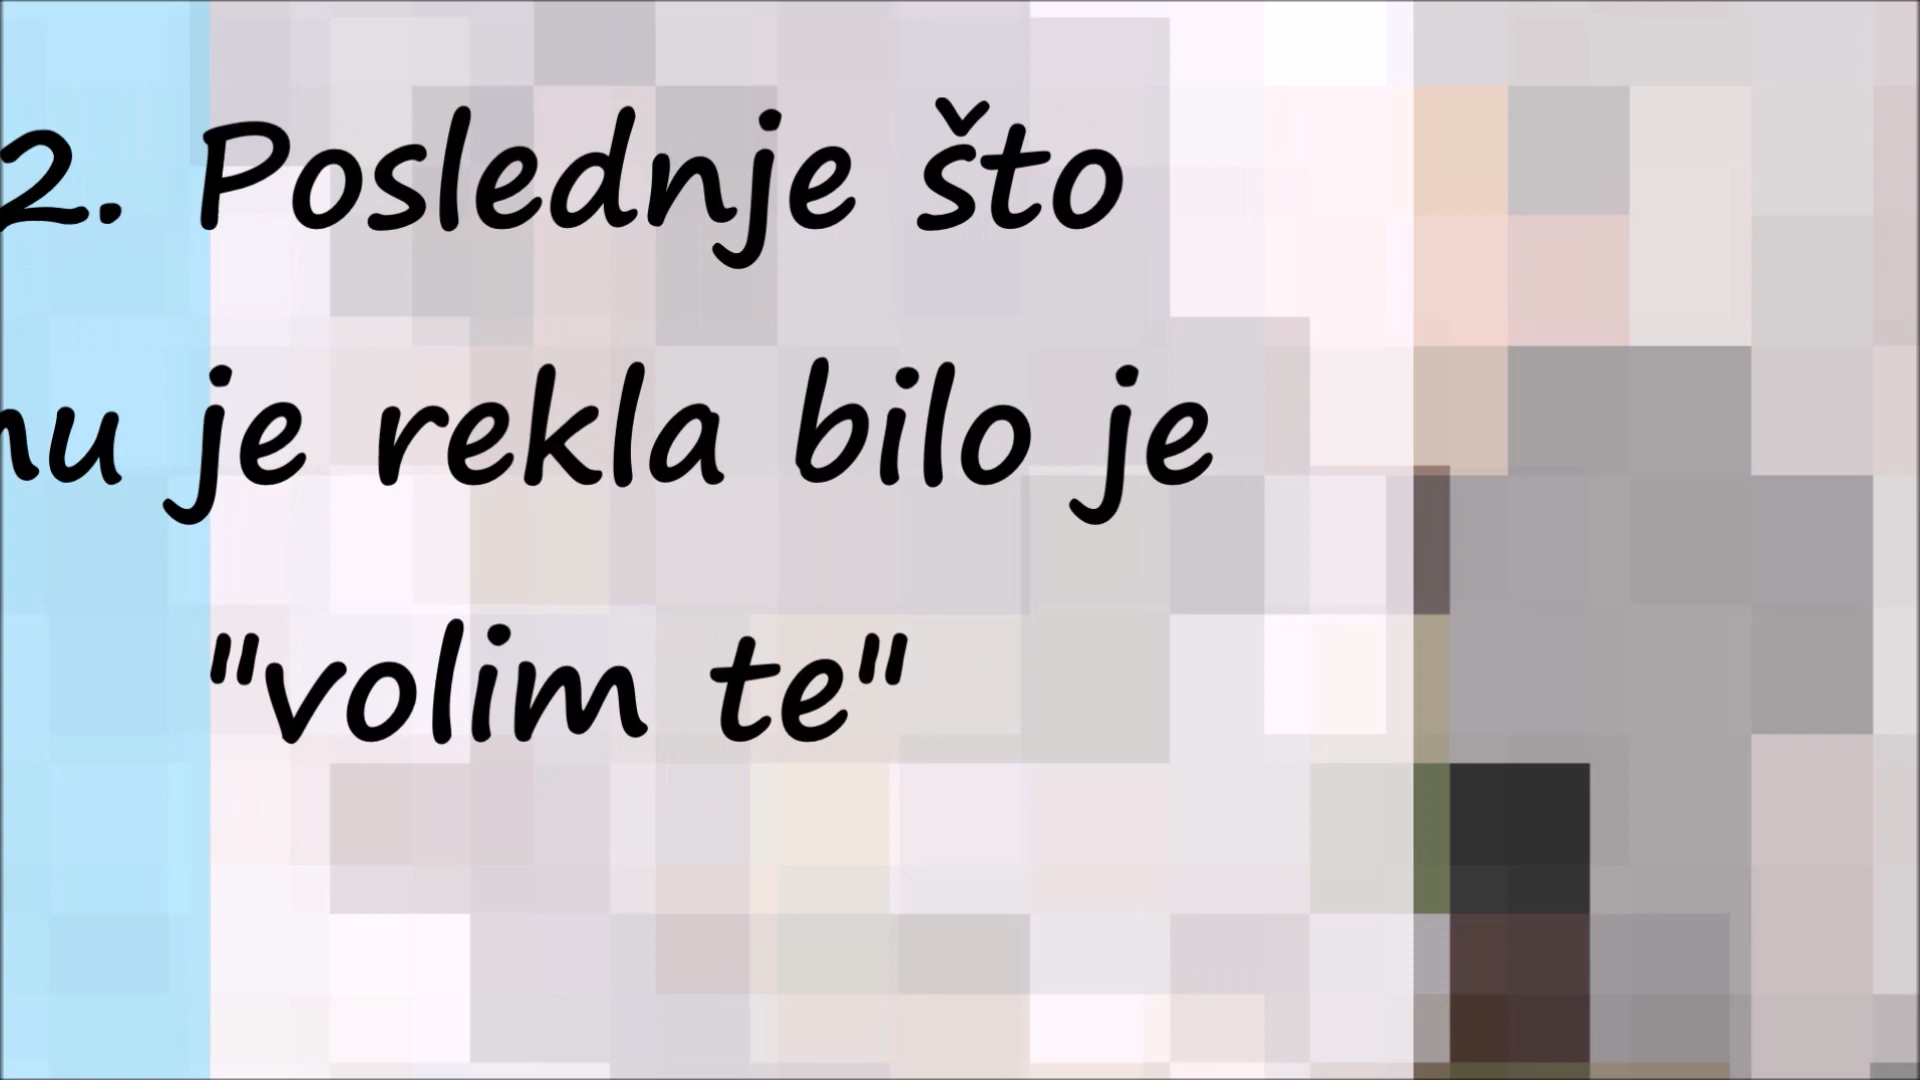 2. Poslednje što
je rekla bilo je
"volim te"